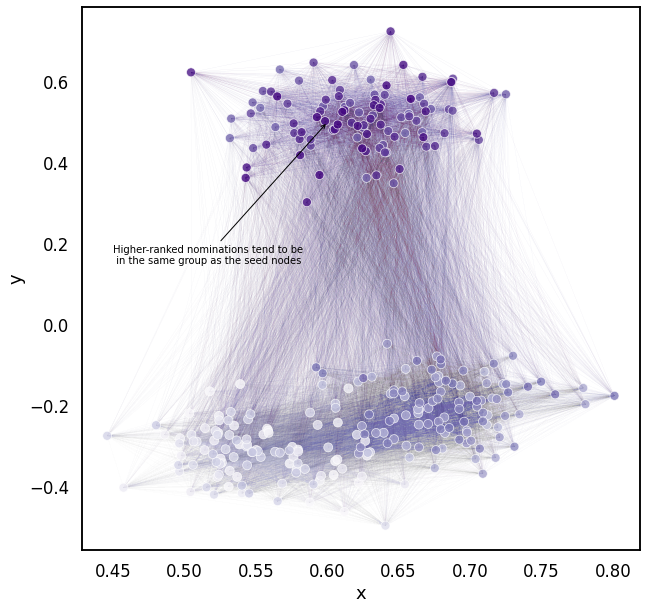 0.6
0.4
0.2
0.0
−0.2
−0.4
y
Higher-ranked nominations tend to be
in the same group as the seed nodes
0.45 0.50 0.55 0.60 0.65 0.70 0.75 0.80
x